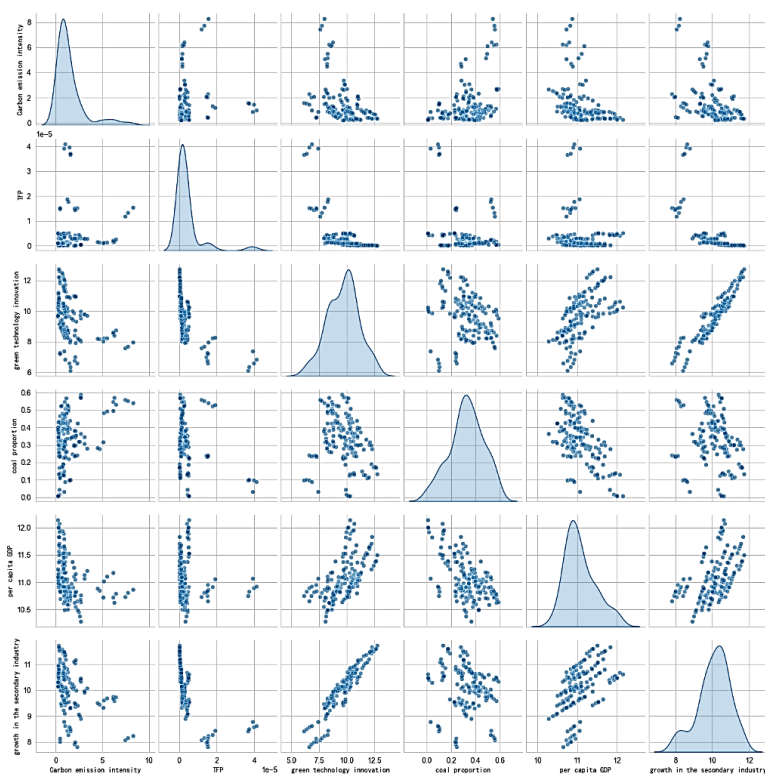 Carbon emission intensity
8
6
4
2
0
1e-5
TFP
4
3
2
1
0
green technology innovation
12
10
8
6
coal proportion
0.6
0.5
0.4
0.3
0.2
0.1
0.0
per capita GDP
12.0
11.5
11.0
10.5
growth in the secondary industry
11
10
9
8
0 5 10
Carbon emission intensity
0 2 4 1e-5
TFP
5.0 7.5 10.0 12.5
green technology innovation
0.0 0.2 0.4 0.6
coal proportion
10 11 12
per capita GDP
8 10 12
growth in the secondary industry